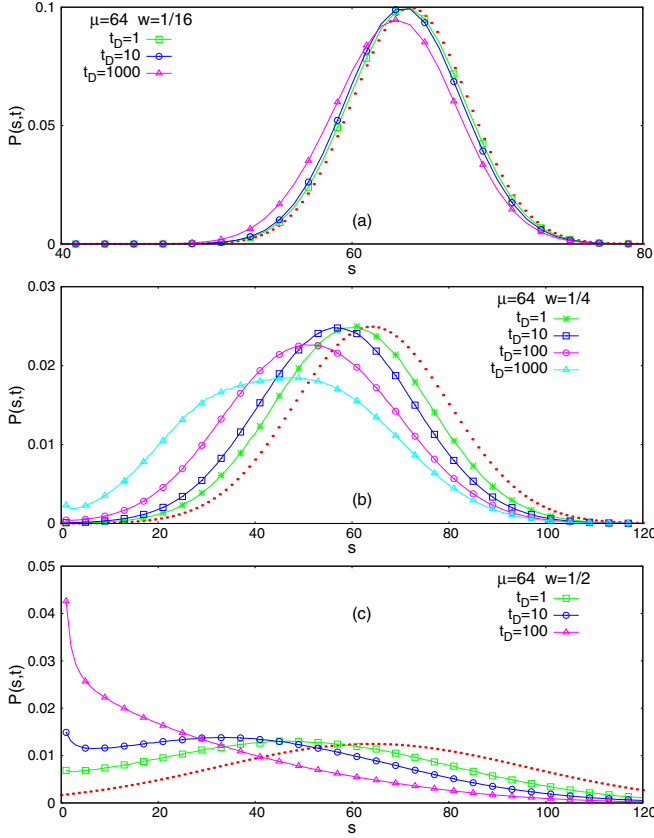 0.1
μ=64 w=1/16
t_D=1
t_D=10
t_D=1000
P(s,t)
0.05
(a)
0
40 60 80
s
0.03
μ=64 w=1/4
t_D=1
t_D=10
t_D=100
t_D=1000
0.02
P(s,t)
0.01
(b)
0
0 20 40 60 80 100 120
s
0.05
μ=64 w=1/2
t_D=1
t_D=10
t_D=100
0.04
(c)
0.03
P(s,t)
0.02
0.01
0
0 20 40 60 80 100 120
s